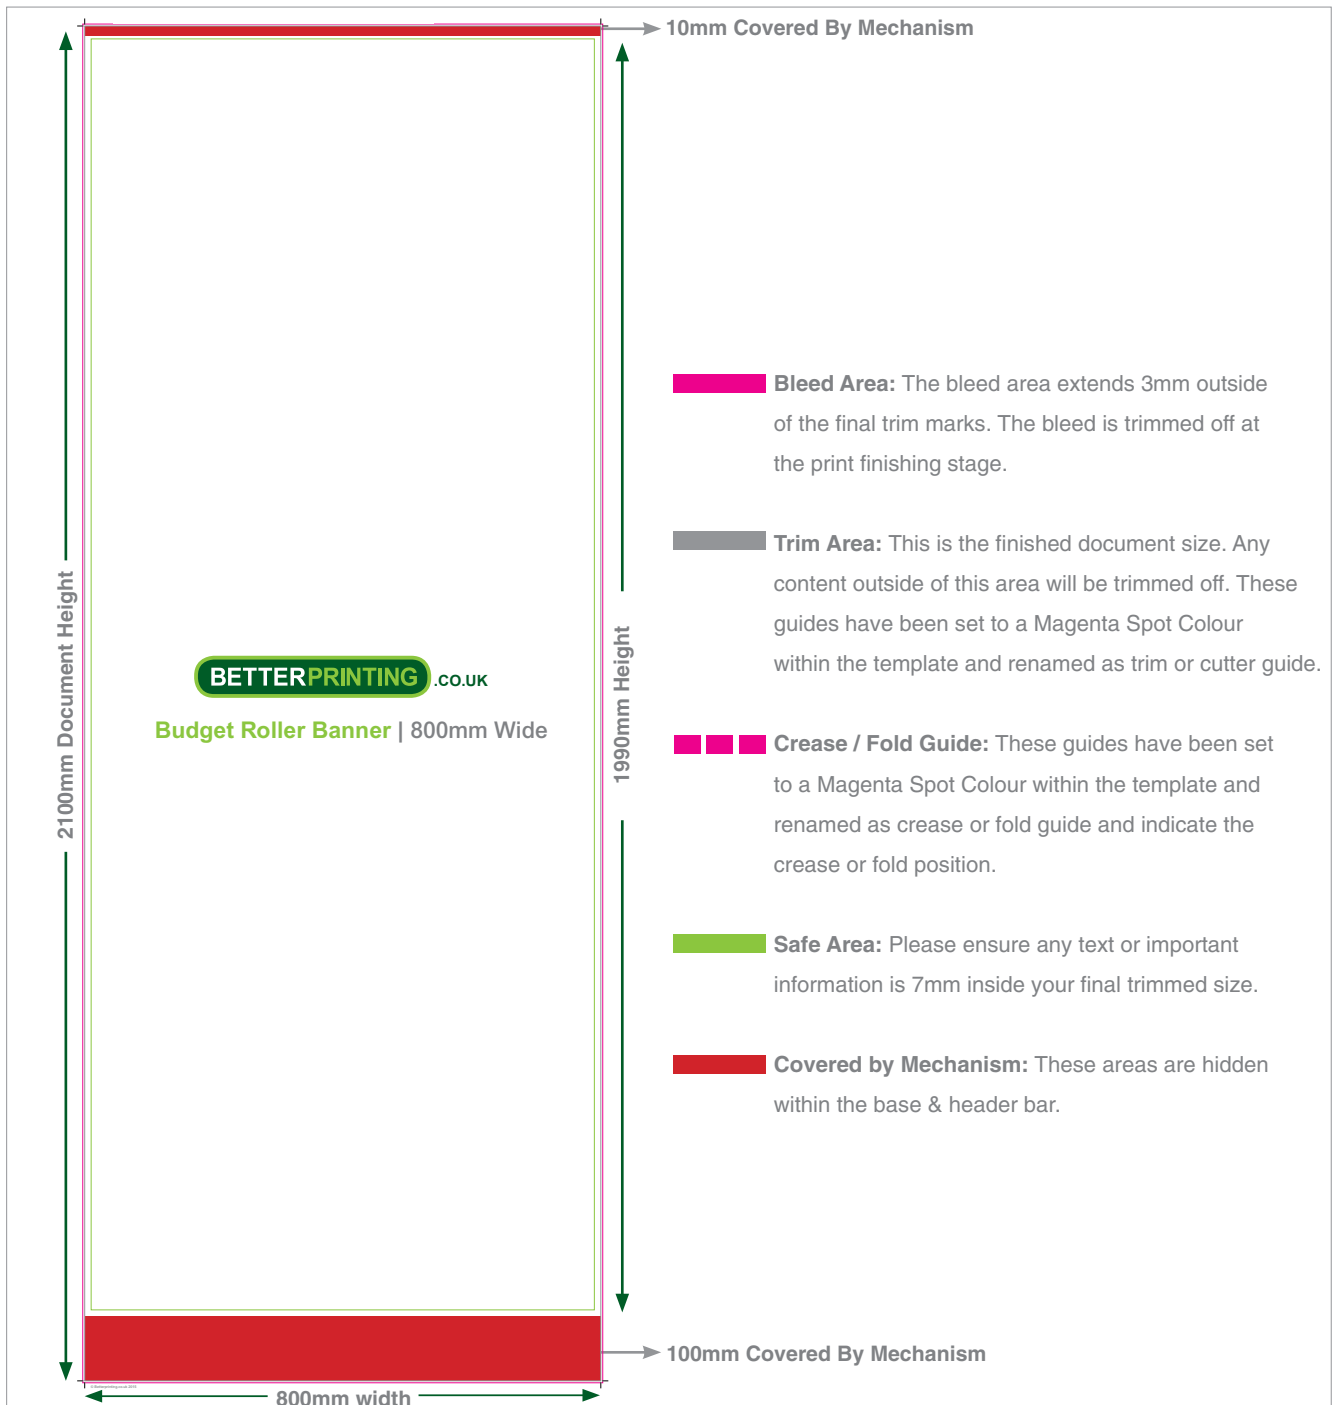 10mm Covered By Mechanism
2100mm Document Height
1990mm Height
BETTERPRINTING.CO.UK
Budget Roller Banner | 800mm Wide
Bleed Area: The bleed area extends 3mm outside
of the final trim marks. The bleed is trimmed off at
the print finishing stage.
Trim Area: This is the finished document size. Any
content outside of this area will be trimmed off. These
guides have been set to a Magenta Spot Colour
within the template and renamed as trim or cutter guide.
Crease / Fold Guide: These guides have been set
to a Magenta Spot Colour within the template and
renamed as crease or fold guide and indicate the
crease or fold position.
Safe Area: Please ensure any text or important
information is 7mm inside your final trimmed size.
Covered by Mechanism: These areas are hidden
within the base & header bar.
100mm Covered By Mechanism
800mm width